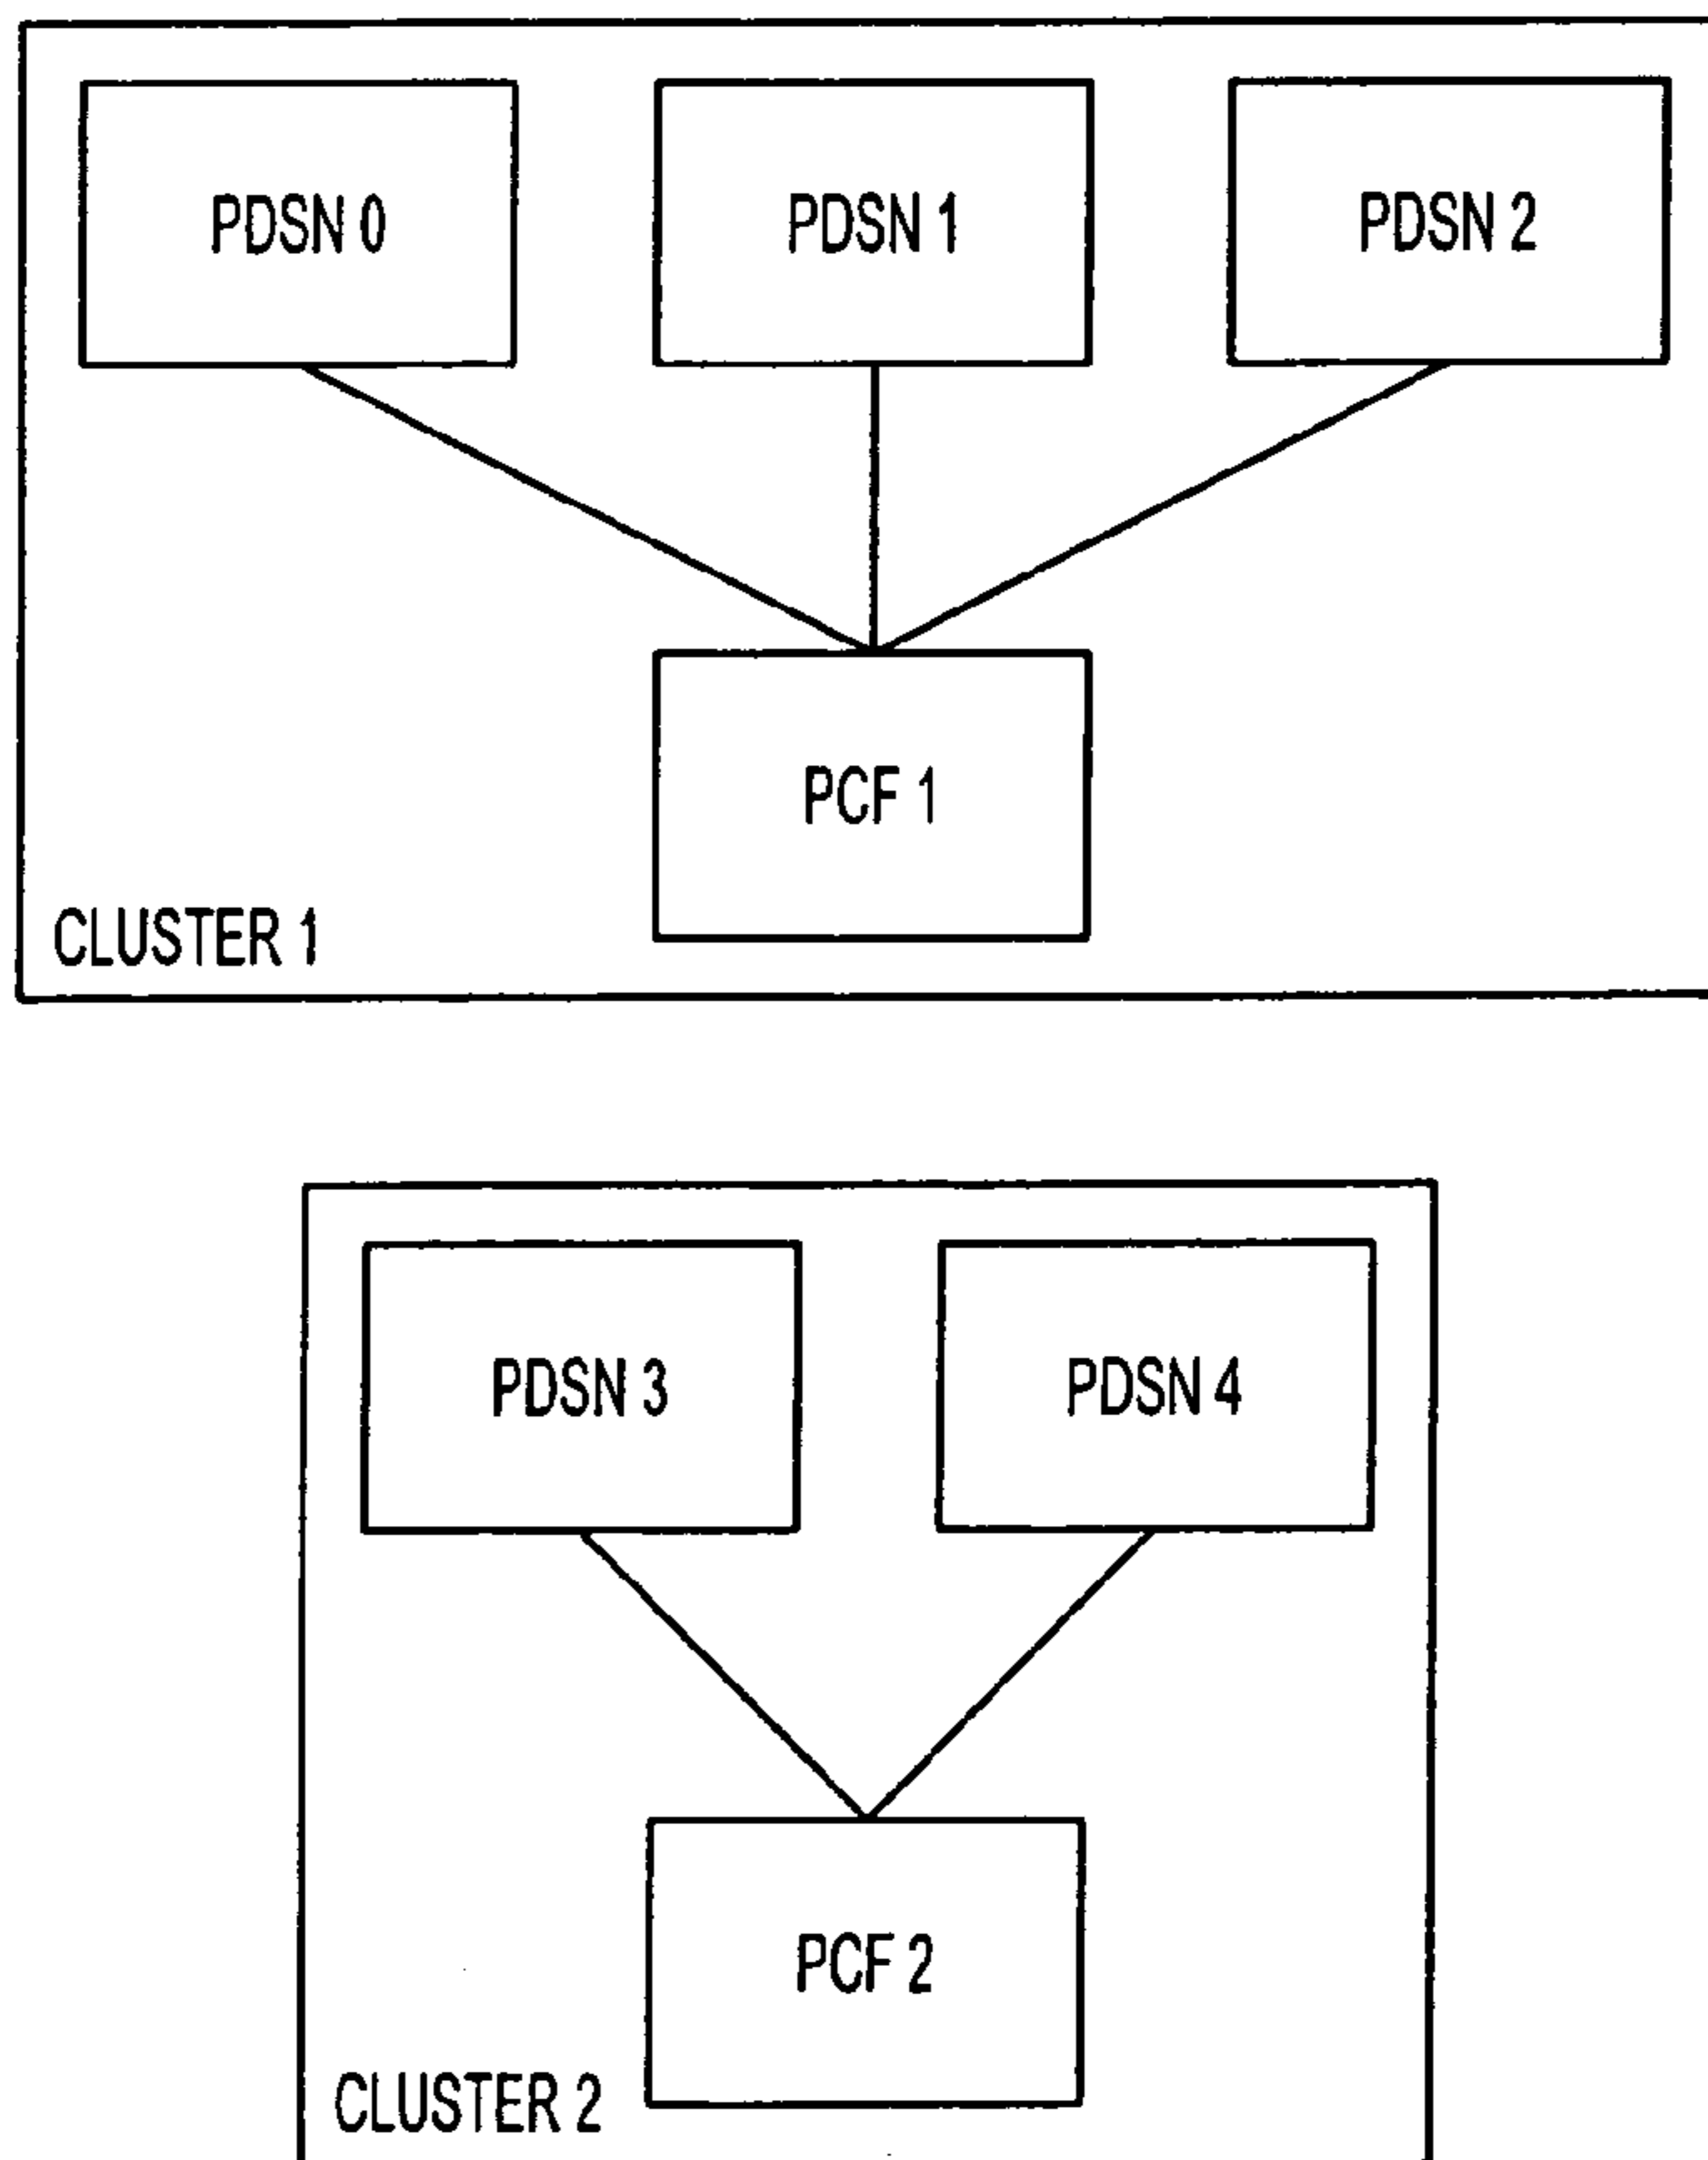 PDSN 0
PDSN 1
PDSN 2
PCF 1
CLUSTER 1
PDSN 3
PDSN 4
PCF 2
CLUSTER 2